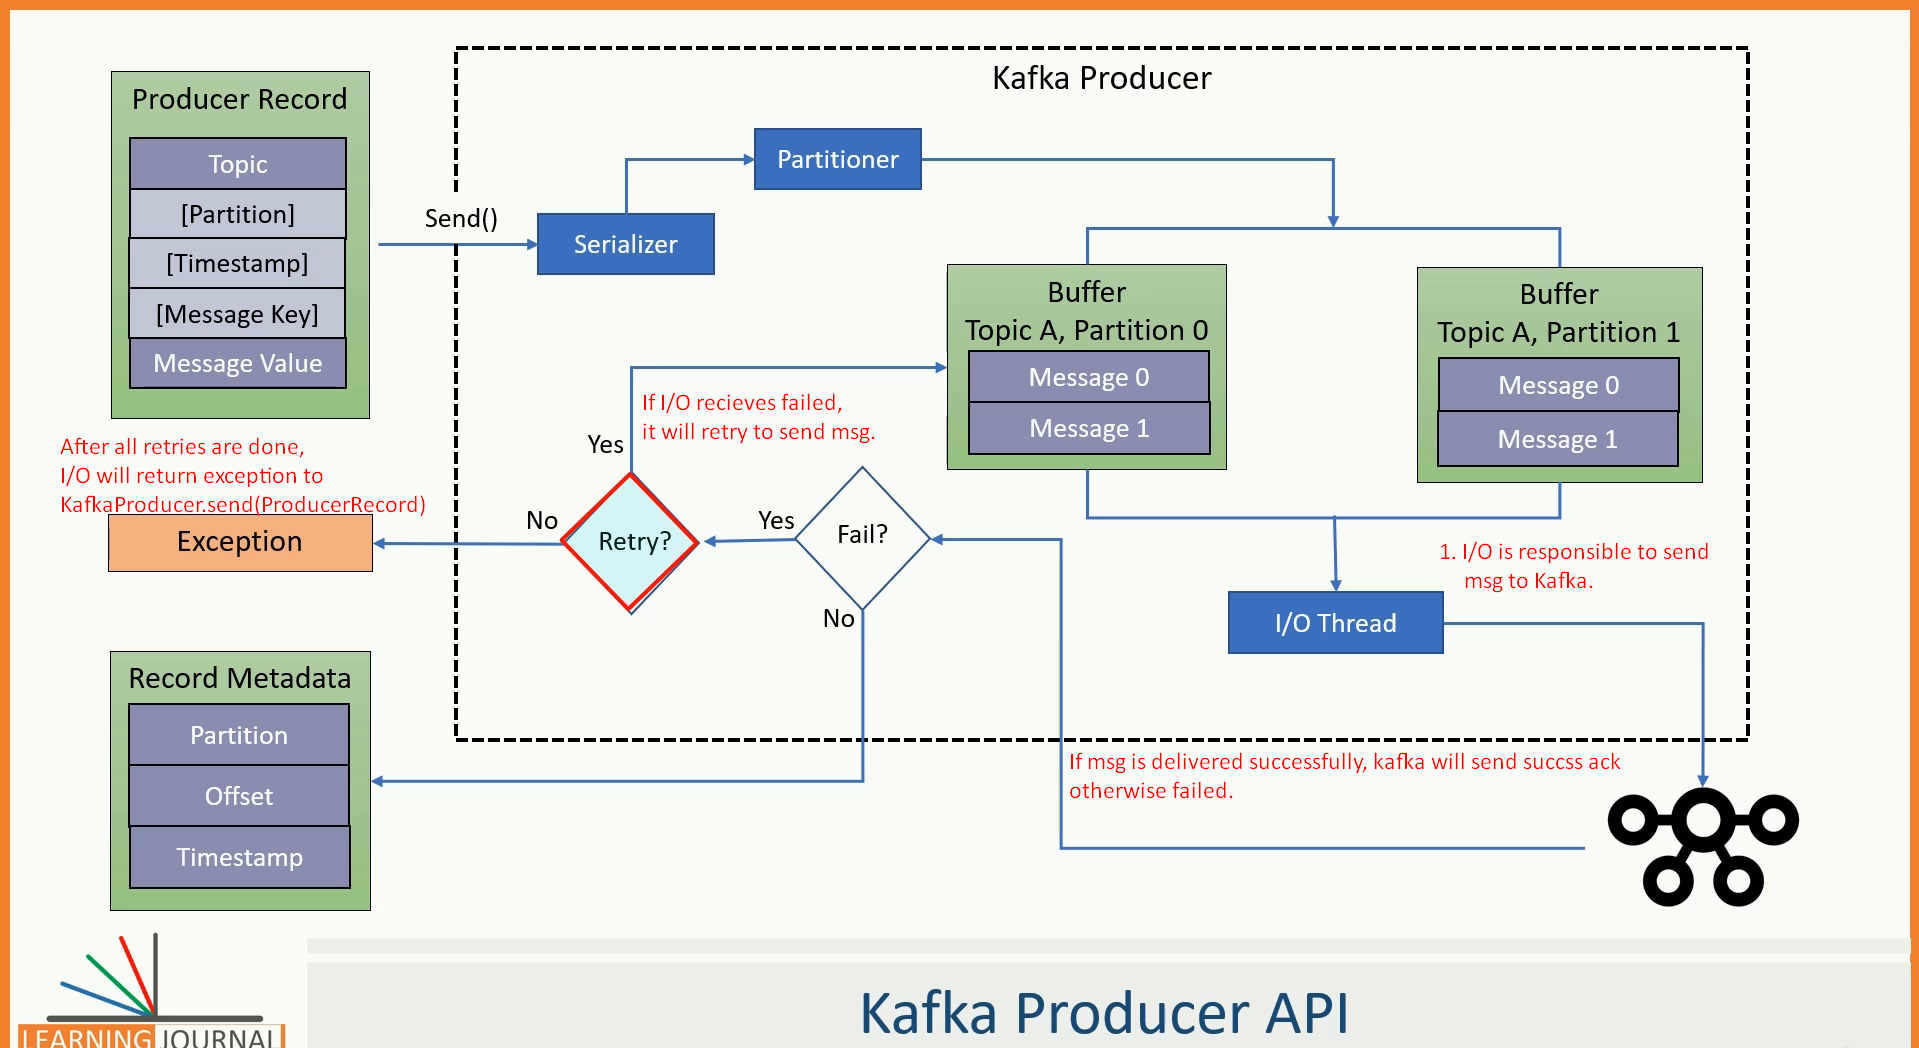 Kafka Producer
Producer Record
Topic
[Partition]
[Timestamp]
[Message Key]
Message Value
Send()
Serializer
Partitioner
Buffer
Topic A, Partition 0
Message 0
Message 1
Buffer
Topic A, Partition 1
Message 0
Message 1
If I/O recieves failed,
it will retry to send msg.
Yes
After all retries are done,
I/O will return exception to
KafkaProducer.send(ProducerRecord)
Exception
No
Retry?
Yes
Fail?
No
1. I/O is responsible to send
msg to Kafka.
I/O Thread
Record Metadata
Partition
Offset
Timestamp
If msg is delivered successfully, kafka will send succss ack
otherwise failed.
LEARNING JOURNAL
Kafka Producer API